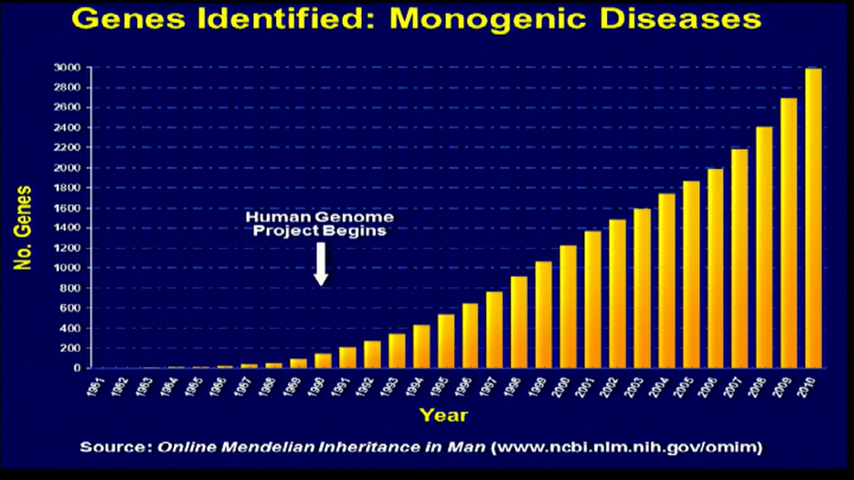 Genes Identified: Monogenic Diseases
3000
2800
2600
2400
2200
2000
1800
1600
1400
1200
1000
800
600
400
200
0
No. Genes
Human Genome
Project Begins
1981 1982 1983 1984 1985 1986 1987 1988 1989 1990 1991 1992 1993 1994 1995 1996 1997 1998 1999 2000 2001 2002 2003 2004 2005 2006 2007 2008 2009 2010
Year
Source: Online Mendelian Inheritance in Man (www.ncbi.nlm.nih.gov/omim)